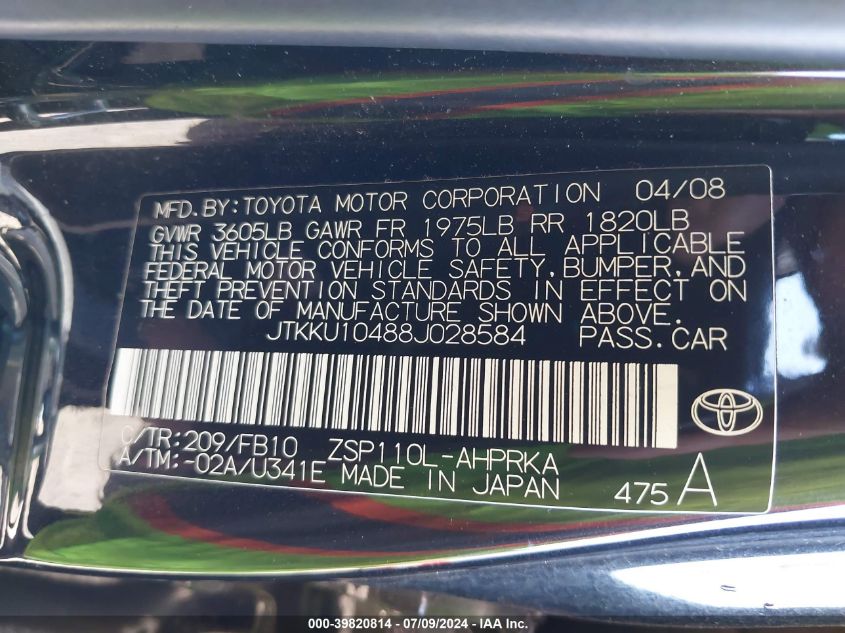 MFD.BY:TOYOTA MOTOR CORPORATION 04/08
GVWR 3605LB GAWR FR 1975LB RR 1820LB
THIS VEHICLE CONFORMS TO ALL APPLICABLE
FEDERAL MOTOR VEHICLE SAFETY,BUMPER,AND
THEFT PREVENTION STANDARDS IN EFFECT ON
THE DATE OF MANUFACTURE SHOWN ABOVE.
JTKKU10488J028584 PASS.CAR
C/TR:209/FB10 ZSP110L-AHPRKA
A/TM:-02A/U341E MADE IN JAPAN 475A
000-39820814 - 07/09/2024 - IAA Inc.